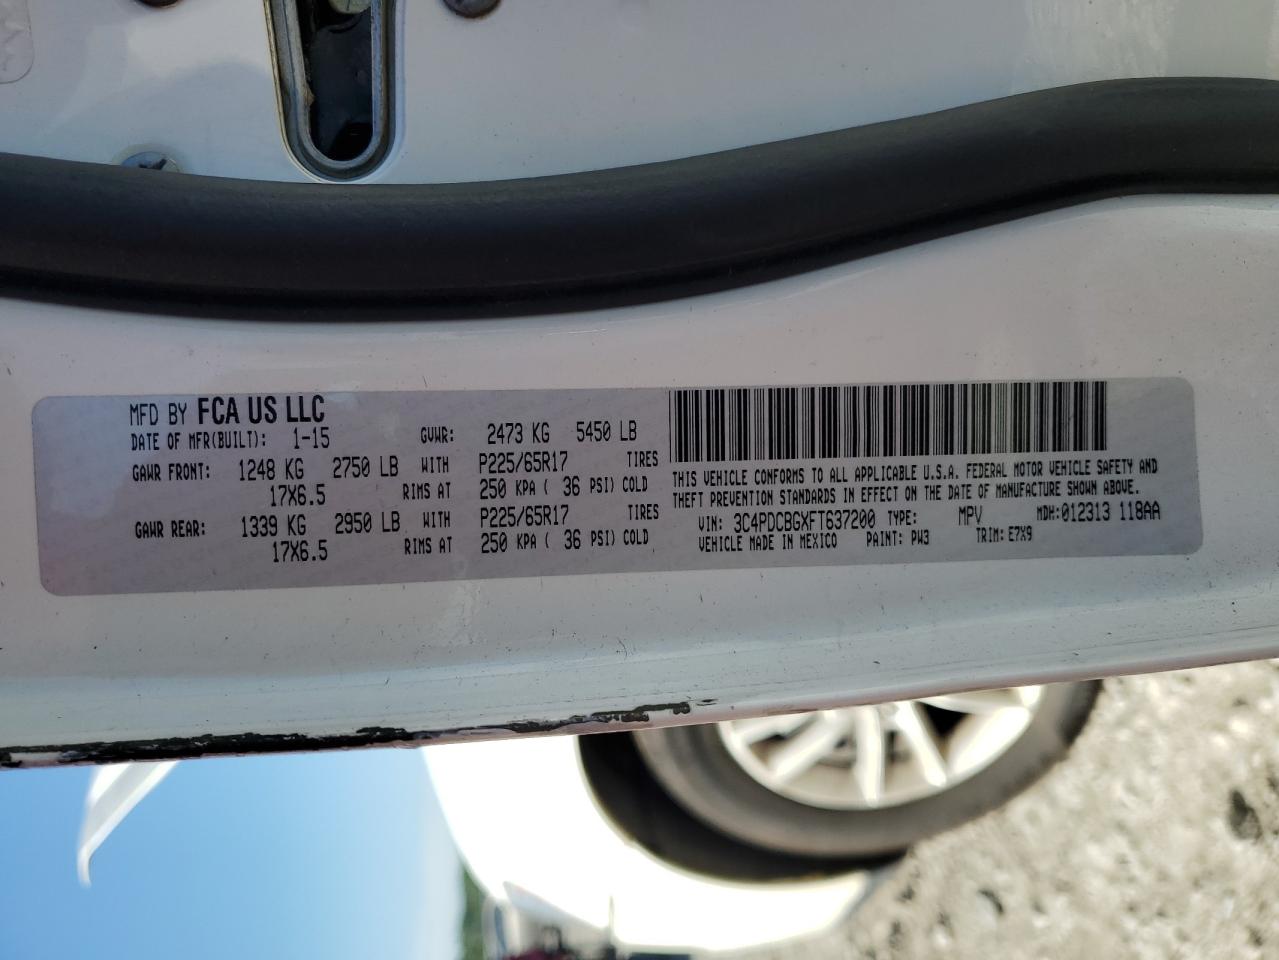 MFD BY FCA US LLC
DATE OF MFR(BUILT): 1-15 GVWR: 2473 KG 5450 LB
GAWR FRONT: 1248 KG 2750 LB WITH P225/65R17 TIRES
17X6.5 RIMS AT 250 KPA ( 36 PSI) COLD
GAWR REAR: 1339 KG 2950 LB WITH P225/65R17 TIRES
17X6.5 RIMS AT 250 KPA ( 36 PSI) COLD
THIS VEHICLE CONFORMS TO ALL APPLICABLE U.S.A. FEDERAL MOTOR VEHICLE SAFETY AND
THEFT PREVENTION STANDARDS IN EFFECT ON THE DATE OF MANUFACTURE SHOWN ABOVE.
VIN: 3C4PDCBGXFT637200 TYPE: MPV MDH:012313 118AA
VEHICLE MADE IN MEXICO PAINT: PW3 TRIM: E7X9